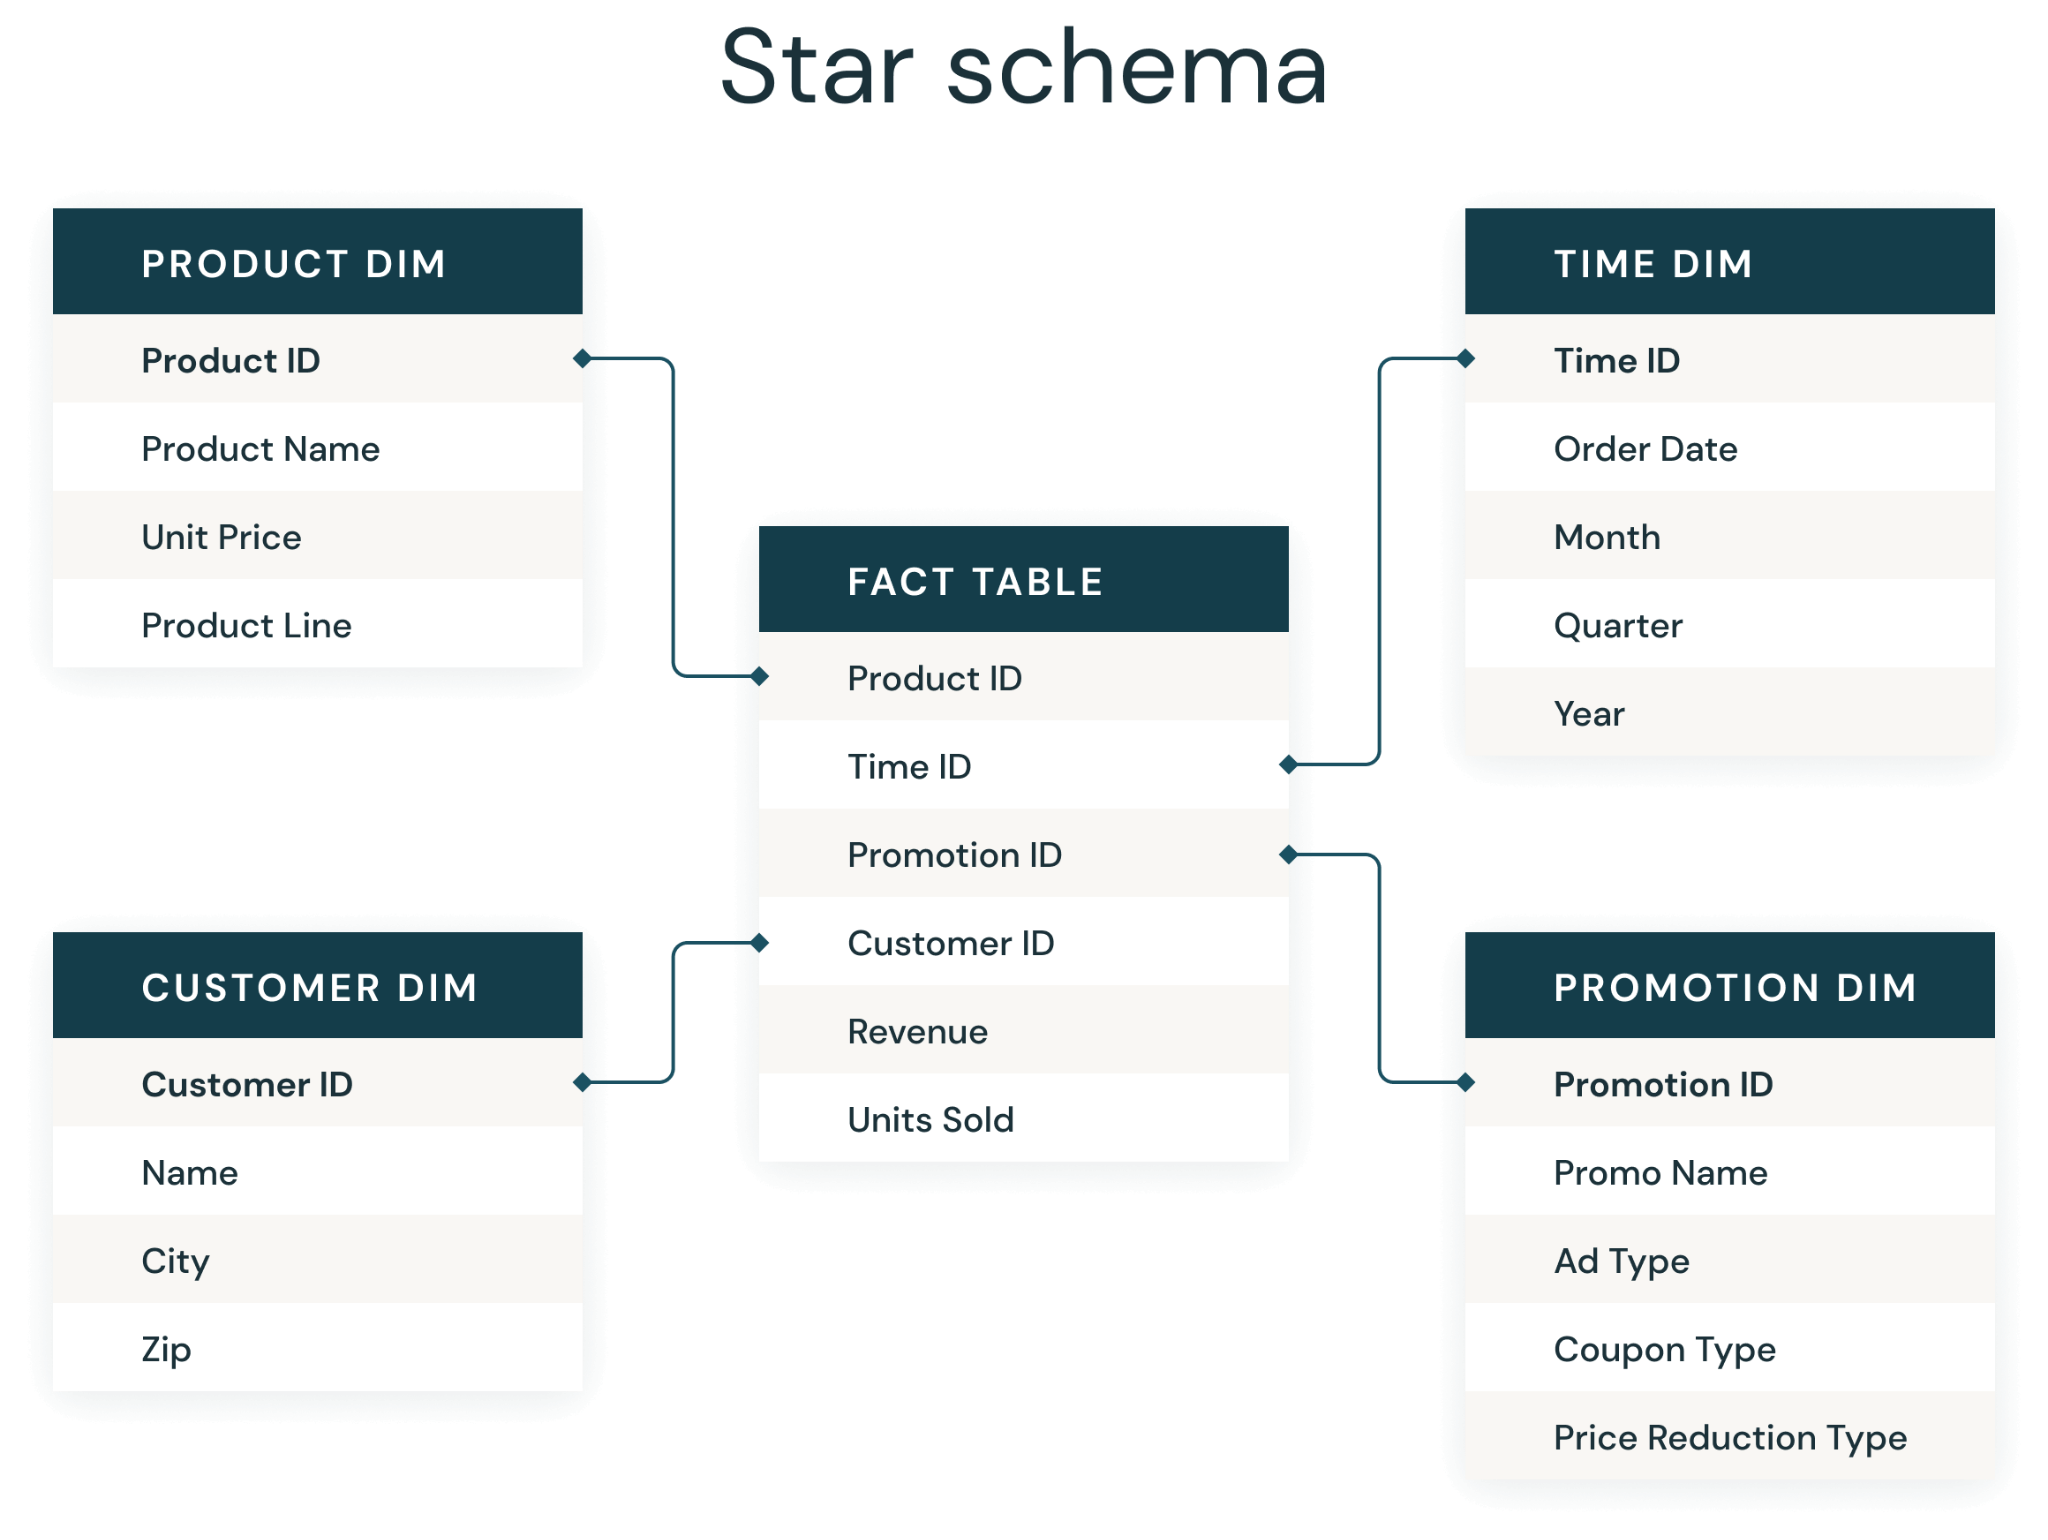 Star schema
PRODUCT DIM
Product ID
Product Name
Unit Price
Product Line
TIME DIM
Time ID
Order Date
Month
Quarter
Year
FACT TABLE
Product ID
Time ID
Promotion ID
Customer ID
Revenue
Units Sold
CUSTOMER DIM
Customer ID
Name
City
Zip
PROMOTION DIM
Promotion ID
Promo Name
Ad Type
Coupon Type
Price Reduction Type